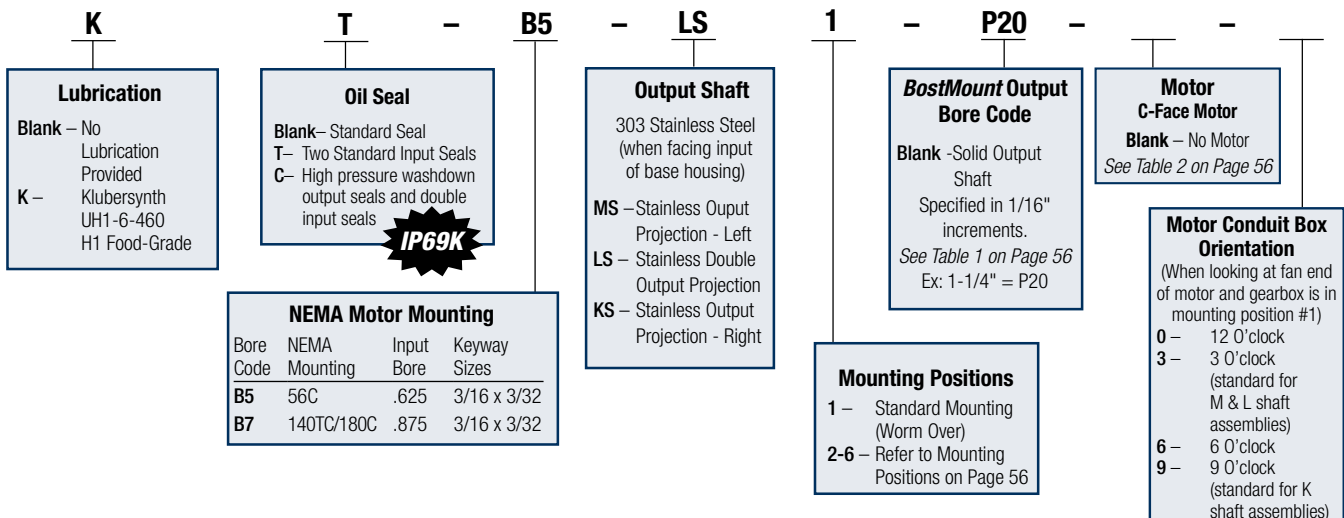 K T – B5 – LS 1 – P20 – –
Lubrication
Blank – No
Lubrication
Provided
K – Klubersynth
UH1-6-460
H1 Food-Grade
Oil Seal
Blank– Standard Seal
T– Two Standard Input Seals
C– High pressure washdown
output seals and double
input seals
IP69K
NEMA Motor Mounting
Bore NEMA Input Keyway
Code Mounting Bore Sizes
B5 56C .625 3/16 x 3/32
B7 140TC/180C .875 3/16 x 3/32
Output Shaft
303 Stainless Steel
(when facing input
of base housing)
MS – Stainless Ouput
Projection - Left
LS – Stainless Double
Output Projection
KS – Stainless Output
Projection - Right
Mounting Positions
1 – Standard Mounting
(Worm Over)
2-6 – Refer to Mounting
Positions on Page 56
BostMount Output
Bore Code
Blank -Solid Output
Shaft
Specified in 1/16"
increments.
See Table 1 on Page 56
Ex: 1-1/4" = P20
Motor
C-Face Motor
Blank – No Motor
See Table 2 on Page 56
Motor Conduit Box
Orientation
(When looking at fan end
of motor and gearbox is in
mounting position #1)
0 – 12 O'clock
3 – 3 O'clock
(standard for
M & L shaft
assemblies)
6 – 6 O'clock
9 – 9 O'clock
(standard for K
shaft assemblies)